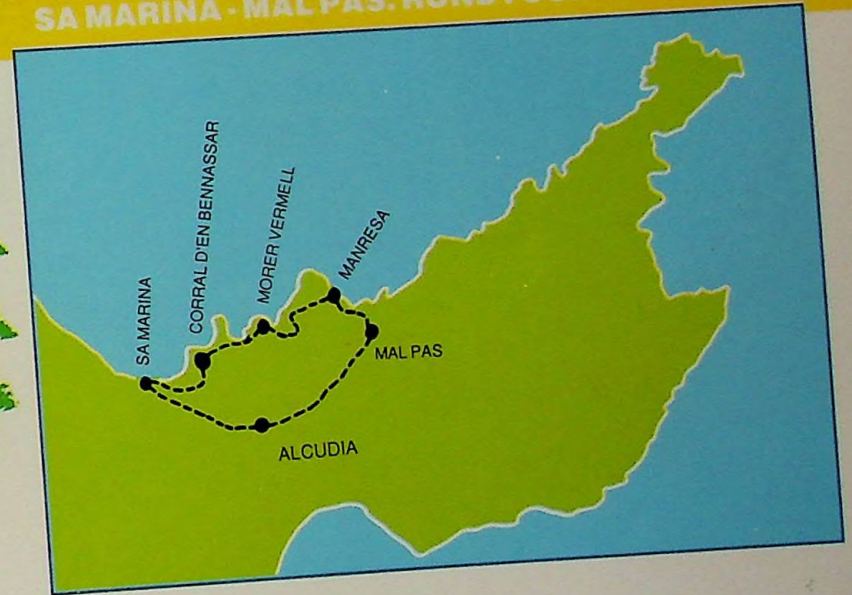 SA MARINA - MAL PAS.
SA MARINA
CORRAL D'EN BENNASSAR
MORER VERMELL
MANRESA
MAL PAS
ALCUDIA